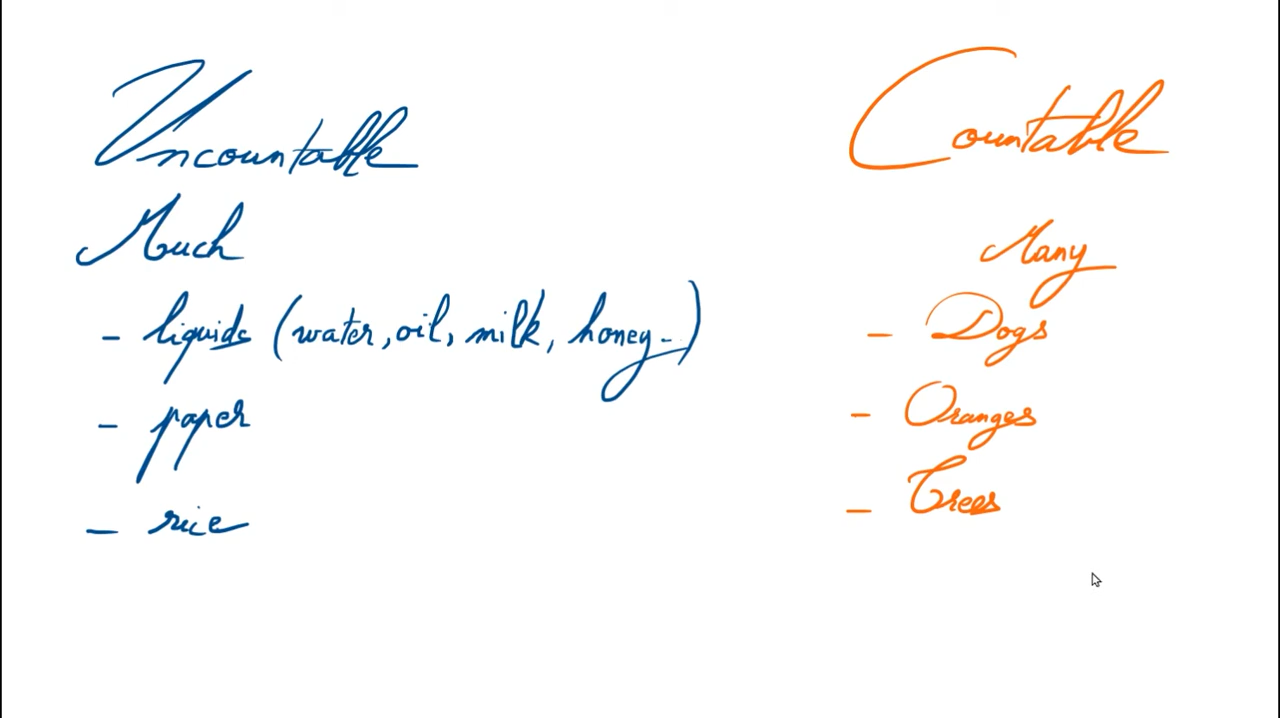 Uncountable
Much
- liquids (water, oil, milk, honey..)
- paper
- rice
Countable
Many
- Dogs
- Oranges
- Trees